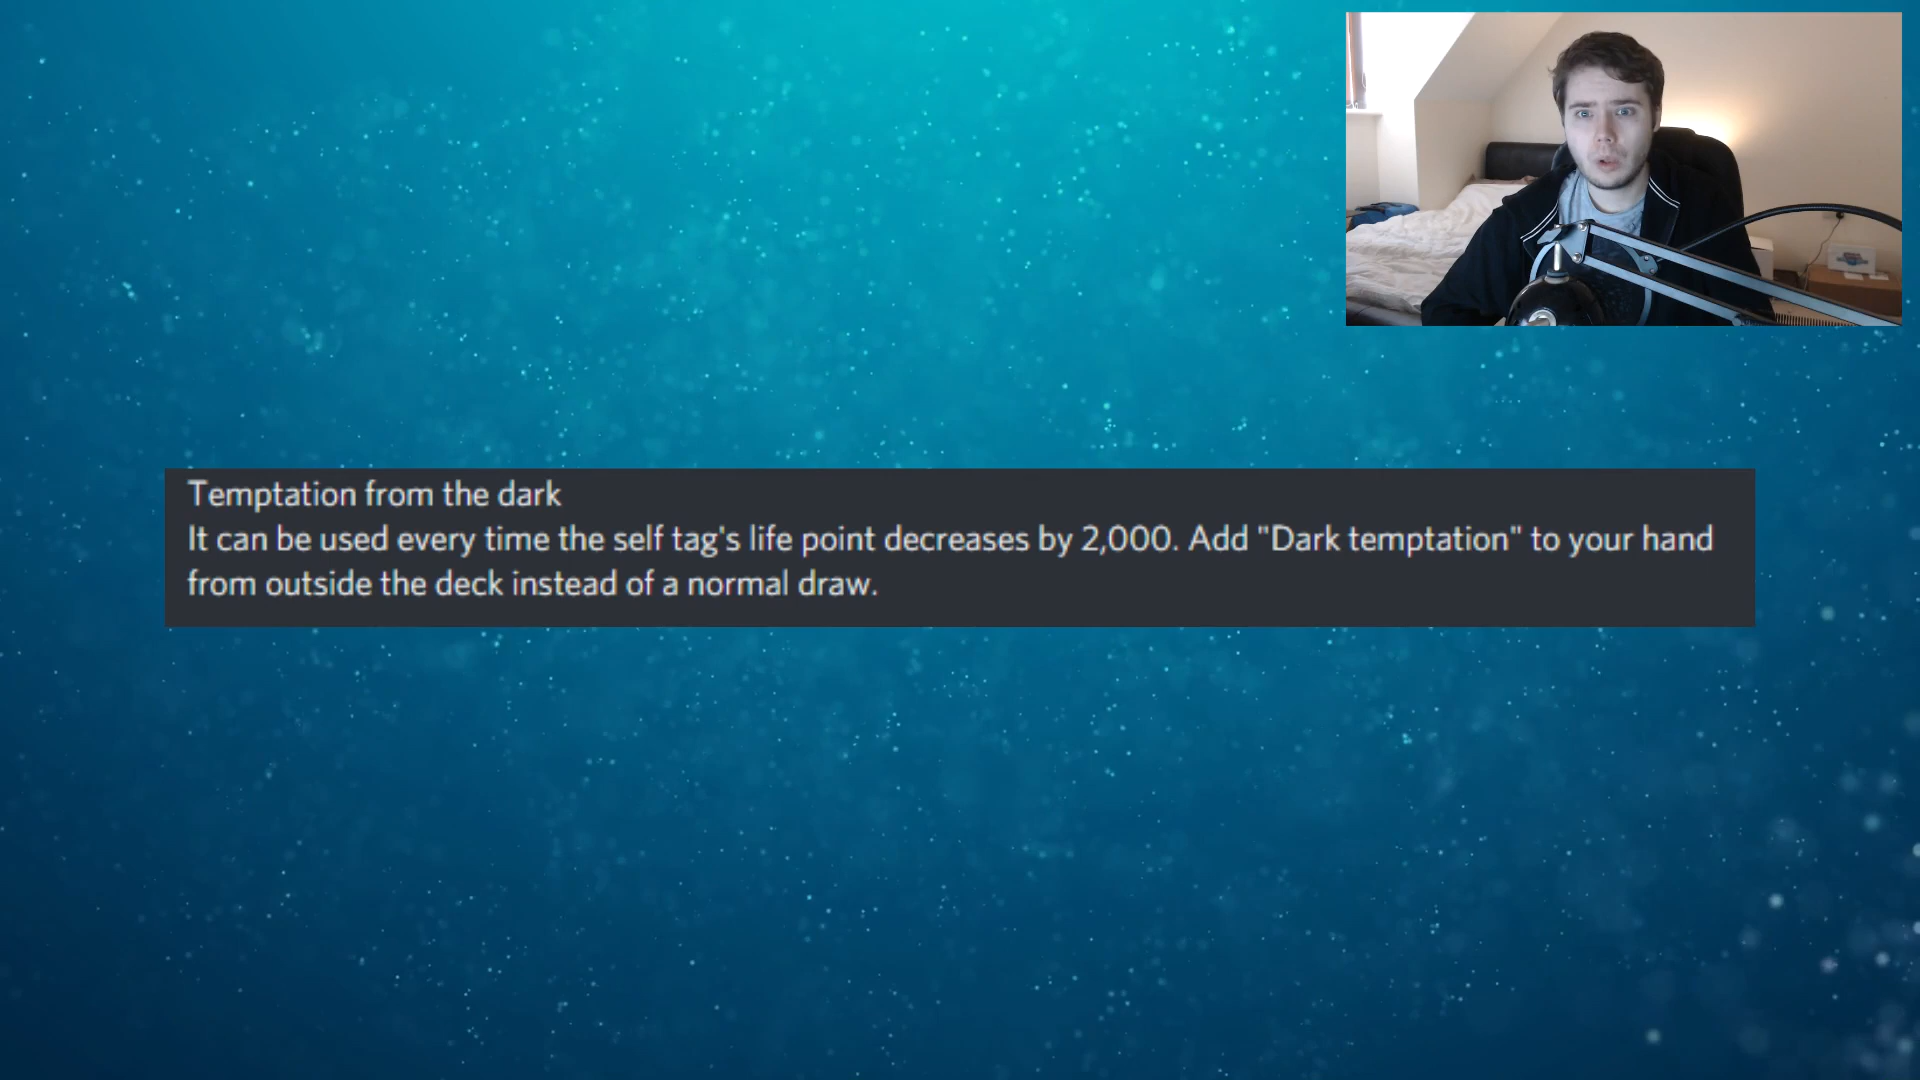 Temptation from the dark
It can be used every time the self tag's life point decreases by 2,000. Add "Dark temptation" to your hand
from outside the deck instead of a normal draw.